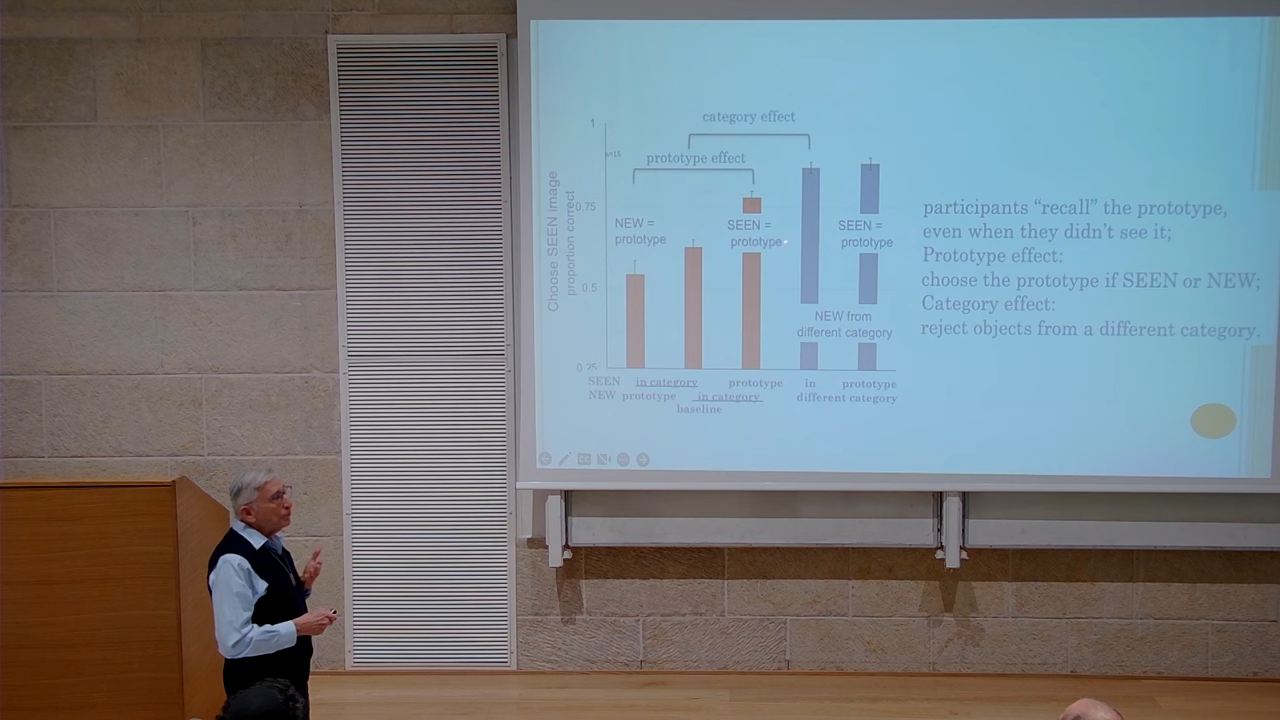 category effect
1
n=15
prototype effect
Choose SEEN image
proportion correct
0.75
NEW =
prototype
SEEN =
prototype
SEEN =
prototype
0.5
NEW from
different category
0.25
SEEN in category prototype in prototype
NEW prototype in category different category
baseline
participants “recall” the prototype,
even when they didn’t see it;
Prototype effect:
choose the prototype if SEEN or NEW;
Category effect:
reject objects from a different category.
CC